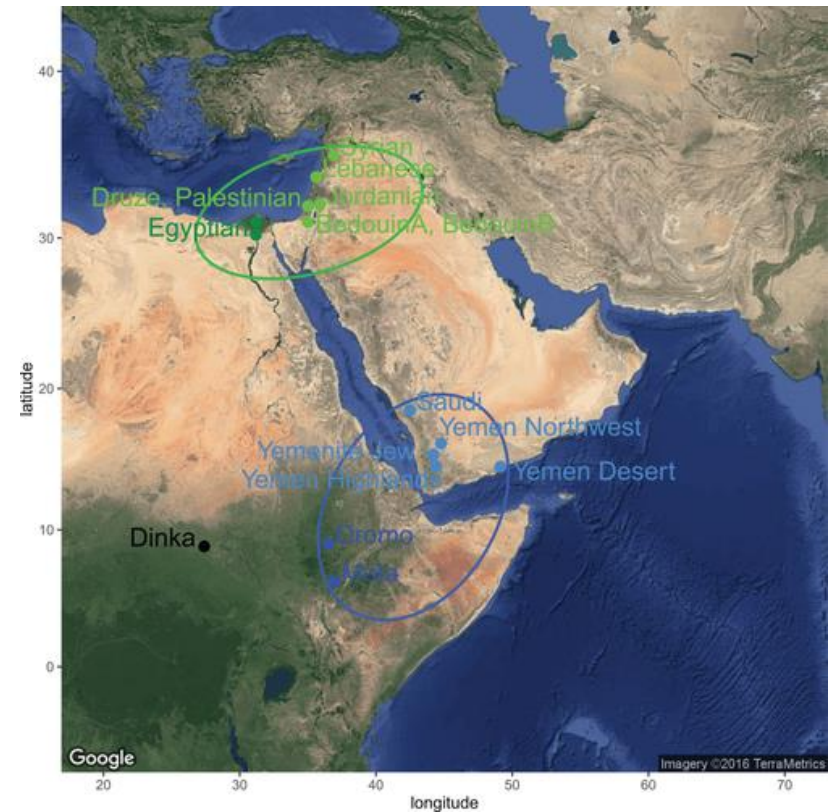 40
Syrian
Lebanese
Druze, Palestinian Jordanian
Egyptian BedouinA, BedouinB
30
latitude
20
Saudi
Yemen Northwest
Yemenite Jew
Yemen Highlands Yemen Desert
10
Oromo
Dinka
0
Google
Imagery ©2016 TerraMetrics
20 30 40 50 60 70
longitude